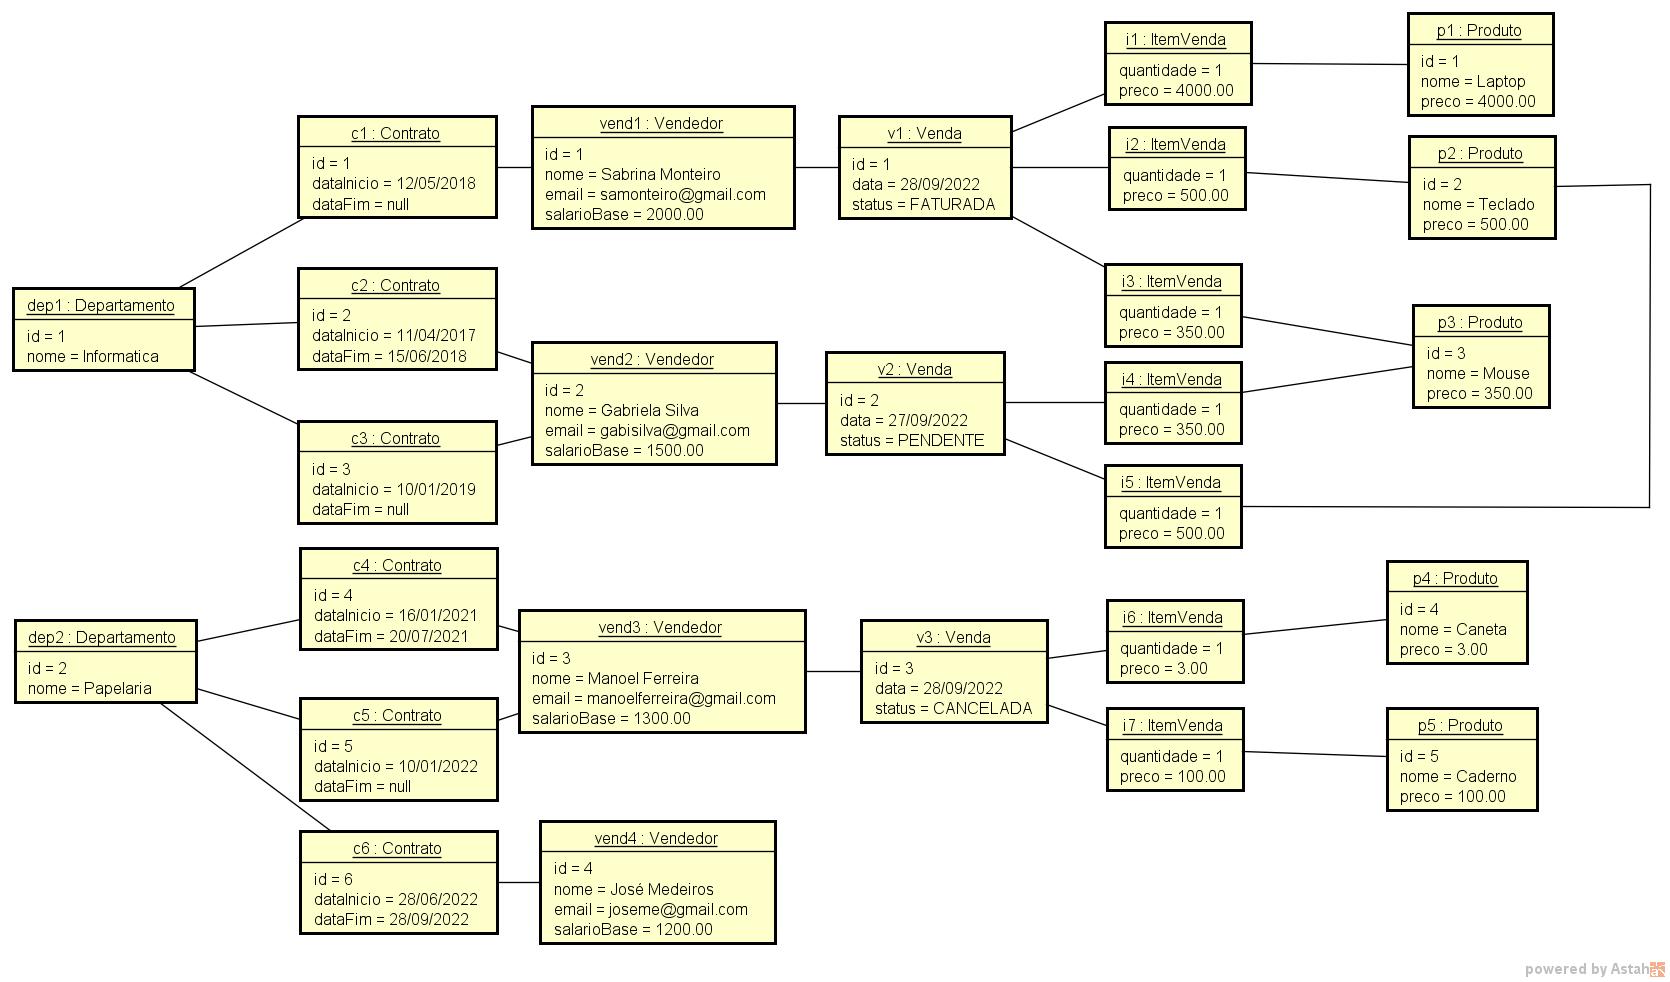 dep1 : Departamento
id = 1
nome = Informatica
dep2 : Departamento
id = 2
nome = Papelaria
c1 : Contrato
id = 1
dataInicio = 12/05/2018
dataFim = null
c2 : Contrato
id = 2
dataInicio = 11/04/2017
dataFim = 15/06/2018
c3 : Contrato
id = 3
dataInicio = 10/01/2019
dataFim = null
c4 : Contrato
id = 4
dataInicio = 16/01/2021
dataFim = 20/07/2021
c5 : Contrato
id = 5
dataInicio = 10/01/2022
dataFim = null
c6 : Contrato
id = 6
dataInicio = 28/06/2022
dataFim = 28/09/2022
vend1 : Vendedor
id = 1
nome = Sabrina Monteiro
email = samonteiro@gmail.com
salarioBase = 2000.00
vend2 : Vendedor
id = 2
nome = Gabriela Silva
email = gabisilva@gmail.com
salarioBase = 1500.00
vend3 : Vendedor
id = 3
nome = Manoel Ferreira
email = manoelferreira@gmail.com
salarioBase = 1300.00
vend4 : Vendedor
id = 4
nome = José Medeiros
email = joseme@gmail.com
salarioBase = 1200.00
v1 : Venda
id = 1
data = 28/09/2022
status = FATURADA
v2 : Venda
id = 2
data = 27/09/2022
status = PENDENTE
v3 : Venda
id = 3
data = 28/09/2022
status = CANCELADA
i1 : ItemVenda
quantidade = 1
preco = 4000.00
i2 : ItemVenda
quantidade = 1
preco = 500.00
i3 : ItemVenda
quantidade = 1
preco = 350.00
i4 : ItemVenda
quantidade = 1
preco = 350.00
i5 : ItemVenda
quantidade = 1
preco = 500.00
i6 : ItemVenda
quantidade = 1
preco = 3.00
i7 : ItemVenda
quantidade = 1
preco = 100.00
p1 : Produto
id = 1
nome = Laptop
preco = 4000.00
p2 : Produto
id = 2
nome = Teclado
preco = 500.00
p3 : Produto
id = 3
nome = Mouse
preco = 350.00
p4 : Produto
id = 4
nome = Caneta
preco = 3.00
p5 : Produto
id = 5
nome = Caderno
preco = 100.00
powered by Astah